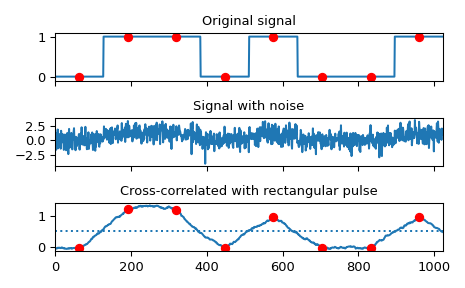 Original signal
1
0
Signal with noise
2.5
0.0
−2.5
Cross-correlated with rectangular pulse
1
0
0 200 400 600 800 1000